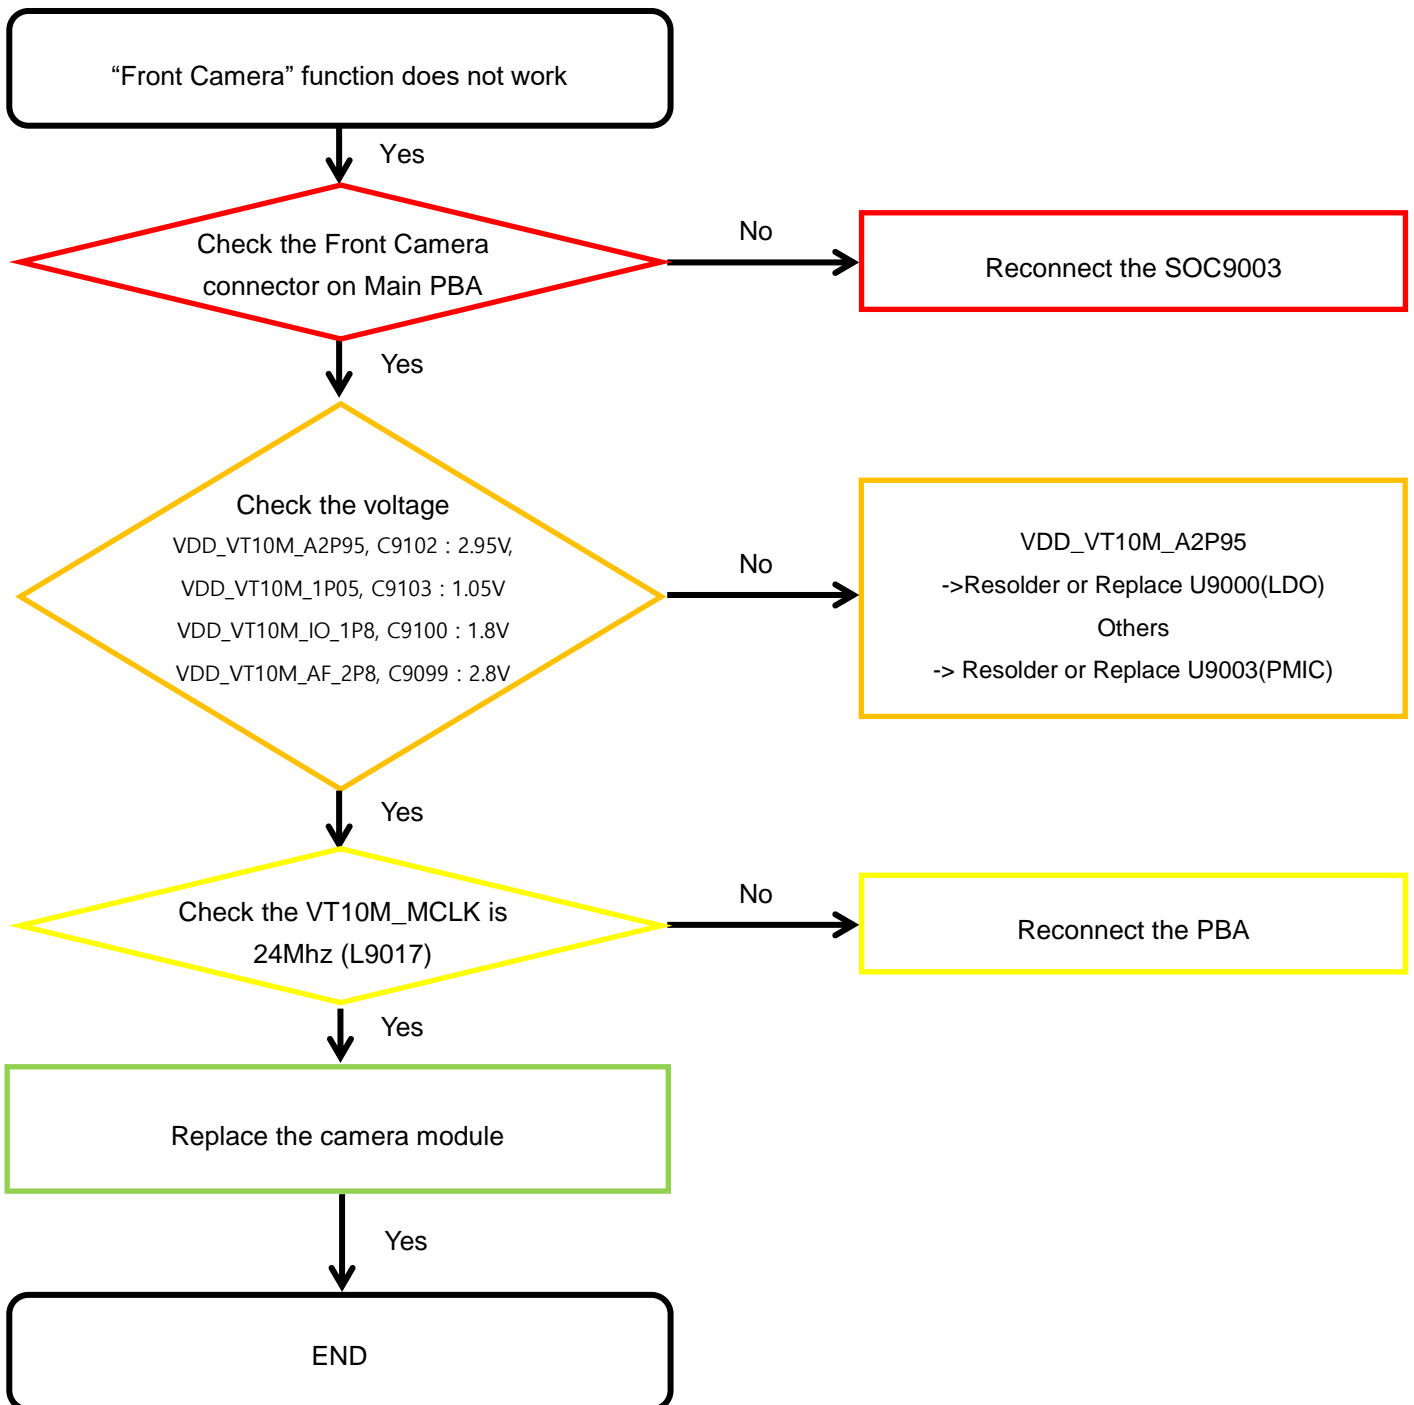 “Front Camera” function does not work
Yes
Check the Front Camera
connector on Main PBA
No
Reconnect the SOC9003
Yes
Check the voltage
VDD_VT10M_A2P95, C9102 : 2.95V,
VDD_VT10M_1P05, C9103 : 1.05V
VDD_VT10M_IO_1P8, C9100 : 1.8V
VDD_VT10M_AF_2P8, C9099 : 2.8V
No
VDD_VT10M_A2P95
->Resolder or Replace U9000(LDO)
Others
-> Resolder or Replace U9003(PMIC)
Yes
Check the VT10M_MCLK is
24Mhz (L9017)
No
Reconnect the PBA
Yes
Replace the camera module
Yes
END